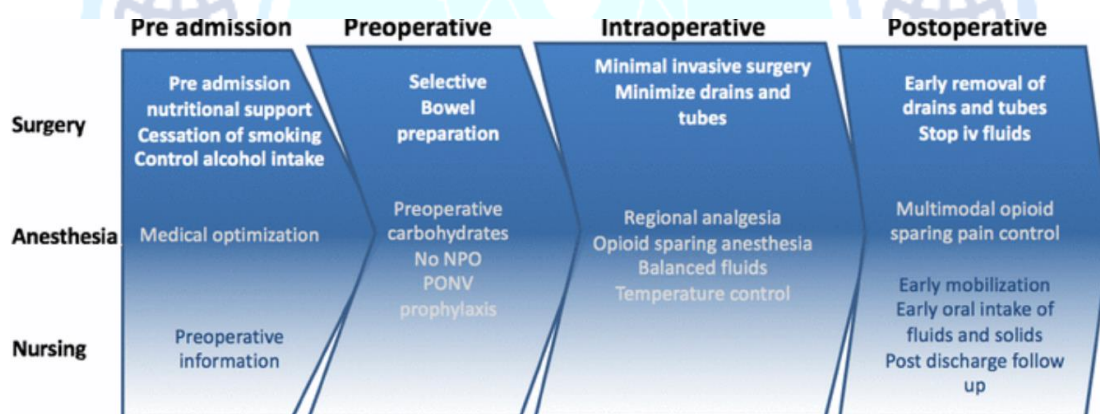 Pre admission
Preoperative
Intraoperative
Postoperative
Surgery
Pre admission
nutritional support
Cessation of smoking
Control alcohol intake
Selective
Bowel
preparation
Minimal invasive surgery
Minimize drains and
tubes
Early removal of
drains and tubes
Stop iv fluids
Anesthesia
Medical optimization
Preoperative
carbohydrates
No NPO
PONV
prophylaxis
Regional analgesia
Opioid sparing anesthesia
Balanced fluids
Temperature control
Multimodal opioid
sparing pain control
Nursing
Preoperative
information
Early mobilization
Early oral intake of
fluids and solids
Post discharge follow
up